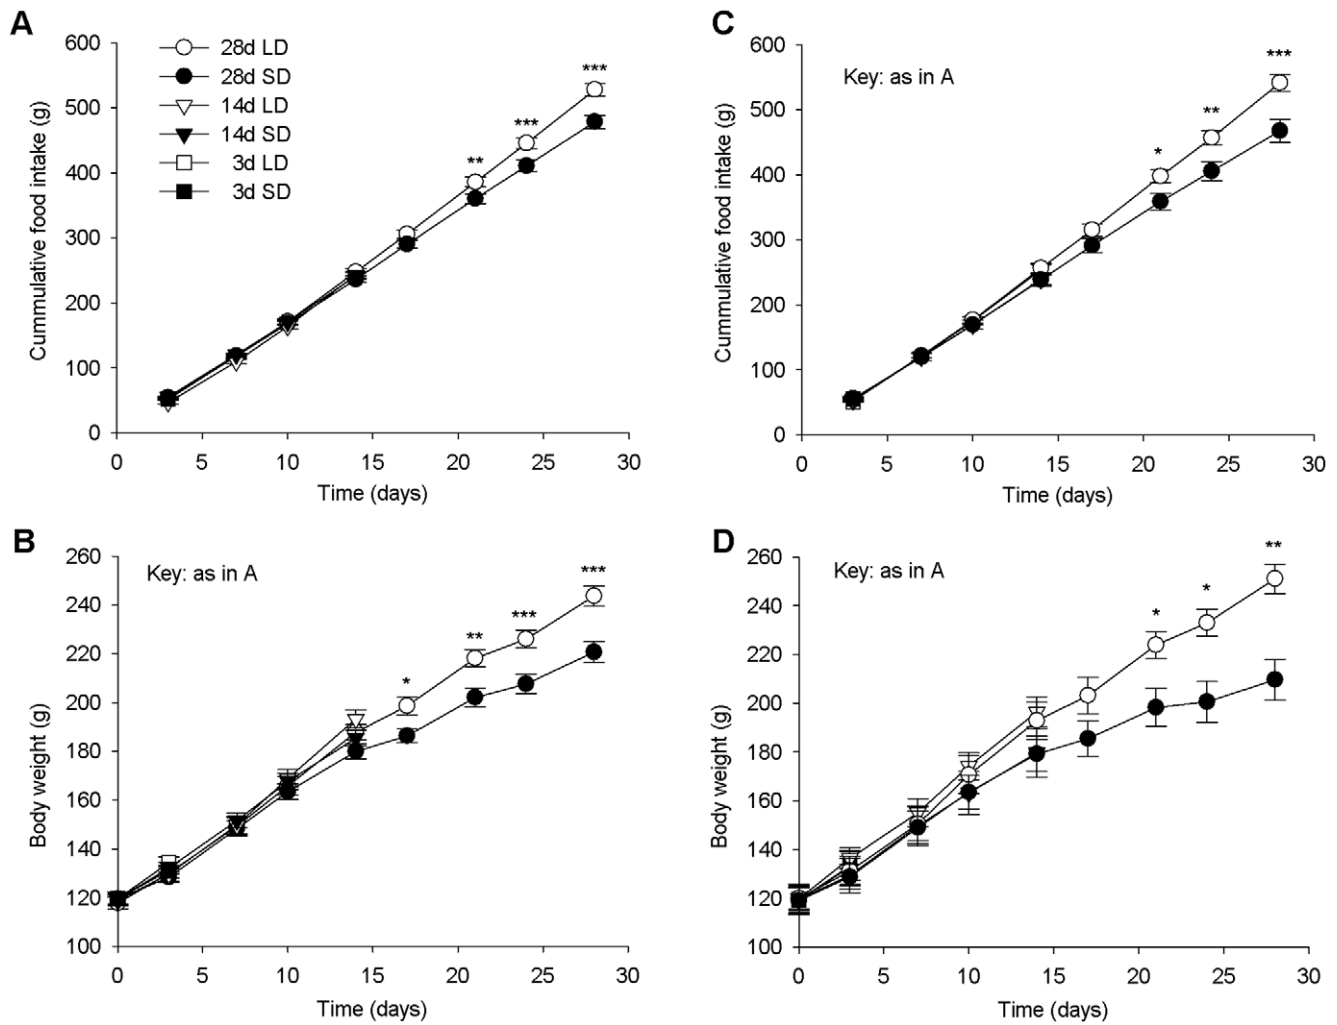 A
600
500
400
300
200
100
0
Cummulative food intake (g)
28d LD
28d SD
14d LD
14d SD
3d LD
3d SD
**
***
***
0 5 10 15 20 25 30
Time (days)
C
600
500
400
300
200
100
0
Cummulative food intake (g)
Key: as in A
*
**
***
0 5 10 15 20 25 30
Time (days)
B
260
240
220
200
180
160
140
120
100
Body weight (g)
Key: as in A
*
**
***
***
0 5 10 15 20 25 30
Time (days)
D
260
240
220
200
180
160
140
120
100
Body weight (g)
Key: as in A
*
*
**
0 5 10 15 20 25 30
Time (days)